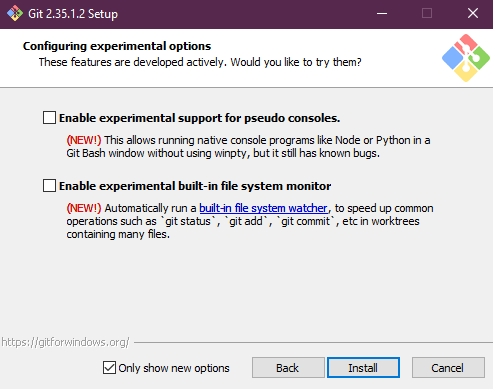 Git 2.35.1.2 Setup
Configuring experimental options
These features are developed actively. Would you like to try them?
Enable experimental support for pseudo consoles.
(NEW!) This allows running native console programs like Node or Python in a
Git Bash window without using winpty, but it still has known bugs.
Enable experimental built-in file system monitor
(NEW!) Automatically run a built-in file system watcher, to speed up common
operations such as `git status`, `git add`, `git commit`, etc in worktrees
containing many files.
https://gitforwindows.org/
Only show new options
Back
Install
Cancel